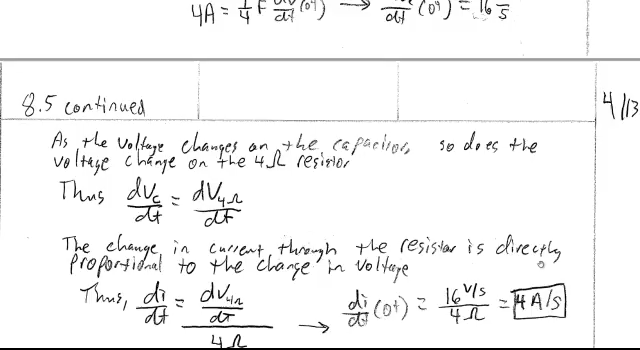 4A = 1/4 F dv/dt (0+) → dv/dt (0+) = 16 V/s
8.5 continued
4/13
As the voltage changes on the capacitor, so does the
voltage change on the 4Ω resistor
Thus dVc/dt = dV4Ω/dt
The change in current through the resistor is directly
proportional to the change in voltage
Thus, di/dt = (dV4Ω/dt)/4Ω → di/dt (0+) = 16 V/s / 4Ω = 4 A/s